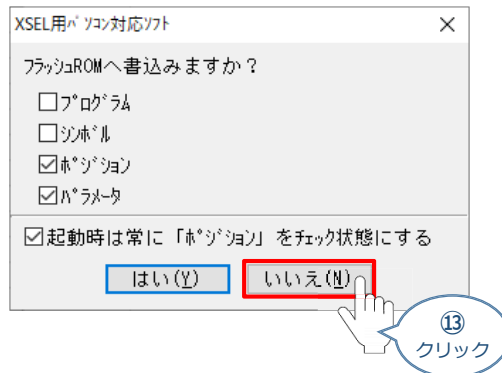 XSEL用ﾊﾟｿｺﾝ対応ｿﾌﾄ
ﾌﾗｯｼｭROMへ書込みますか？
ﾌﾟﾛｸﾞﾗﾑ
ｼﾝﾎﾞﾙ
ﾎﾟｼﾞｼｮﾝ
ﾊﾟﾗﾒｰﾀ
起動時は常に「ﾎﾟｼﾞｼｮﾝ」をﾁｪｯｸ状態にする
はい(Y) いいえ(N)
⑬
クリック